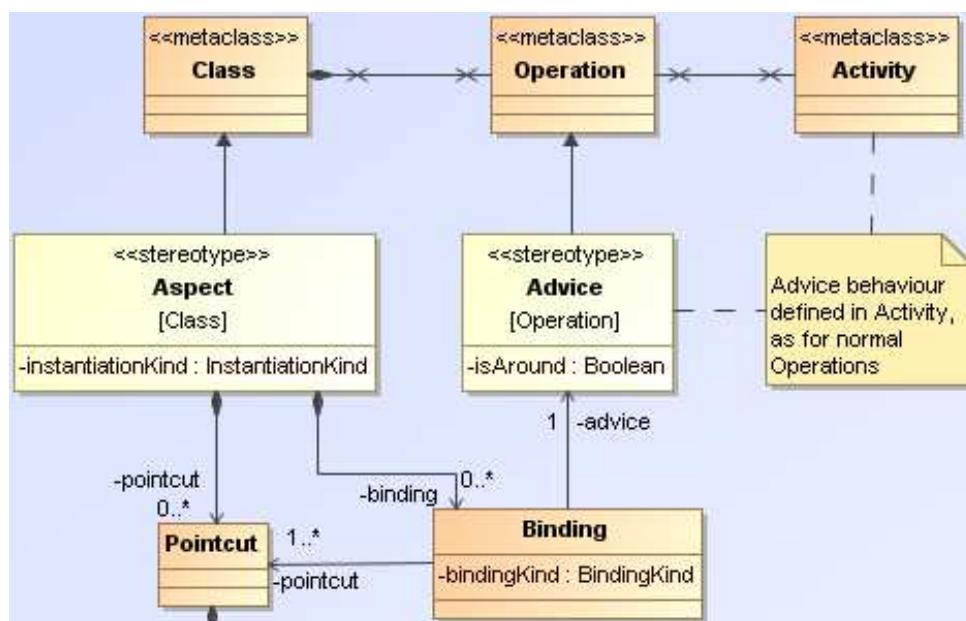 <<metaclass>>
Class
<<metaclass>>
Operation
<<metaclass>>
Activity
<<stereotype>>
Aspect
[Class]
-instantiationKind : InstantiationKind
<<stereotype>>
Advice
[Operation]
-isAround : Boolean
Advice behaviour
defined in Activity,
as for normal
Operations
1 -advice
-pointcut
0..*
-binding
0..*
Pointcut
1..*
-pointcut
Binding
-bindingKind : BindingKind